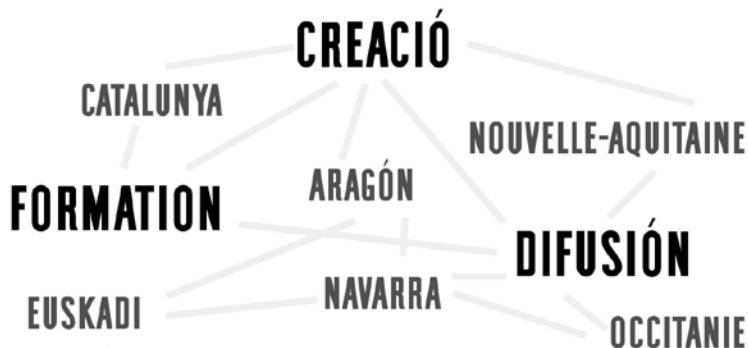 CREACIÓ
CATALUNYA
NOUVELLE-AQUITAINE
ARAGÓN
FORMATION
DIFUSIÓN
NAVARRA
EUSKADI
OCCITANIE